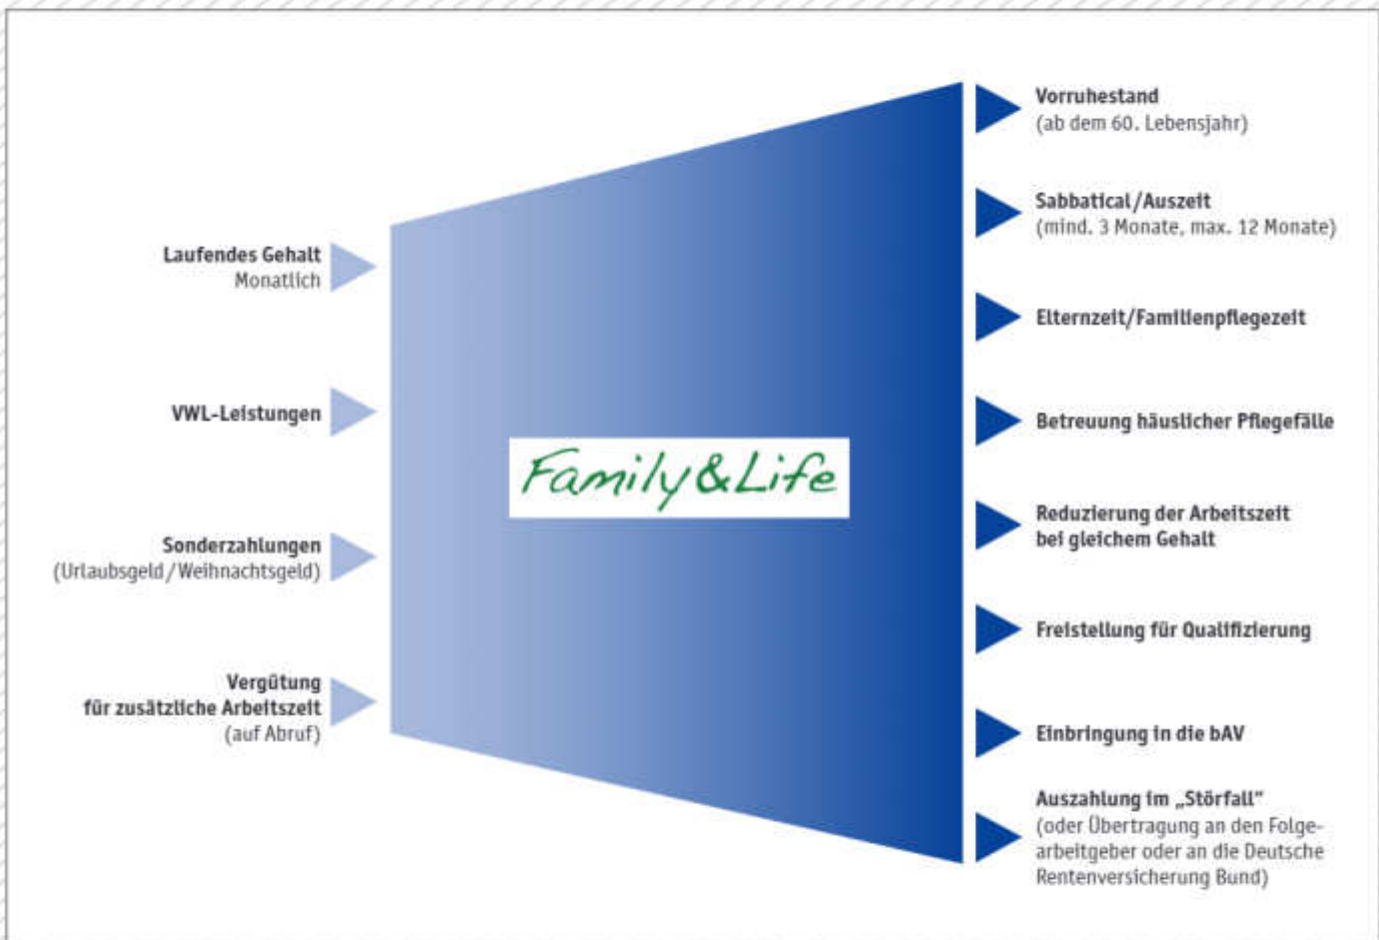 Laufendes Gehalt
Monatlich
VWL-Leistungen
Sonderzahlungen
(Urlaubsgeld/Weihnachtsgeld)
Vergütung
für zusätzliche Arbeitszeit
(auf Abruf)
Family&Life
Vorruhestand
(ab dem 60. Lebensjahr)
Sabbatical/Auszeit
(mind. 3 Monate, max. 12 Monate)
Elternzeit/Familienpflegezeit
Betreuung häuslicher Pflegefälle
Reduzierung der Arbeitszeit
bei gleichem Gehalt
Freistellung für Qualifizierung
Einbringung in die bAV
Auszahlung im „Störfall“
(oder Übertragung an den Folge-
arbeitgeber oder an die Deutsche
Rentenversicherung Bund)